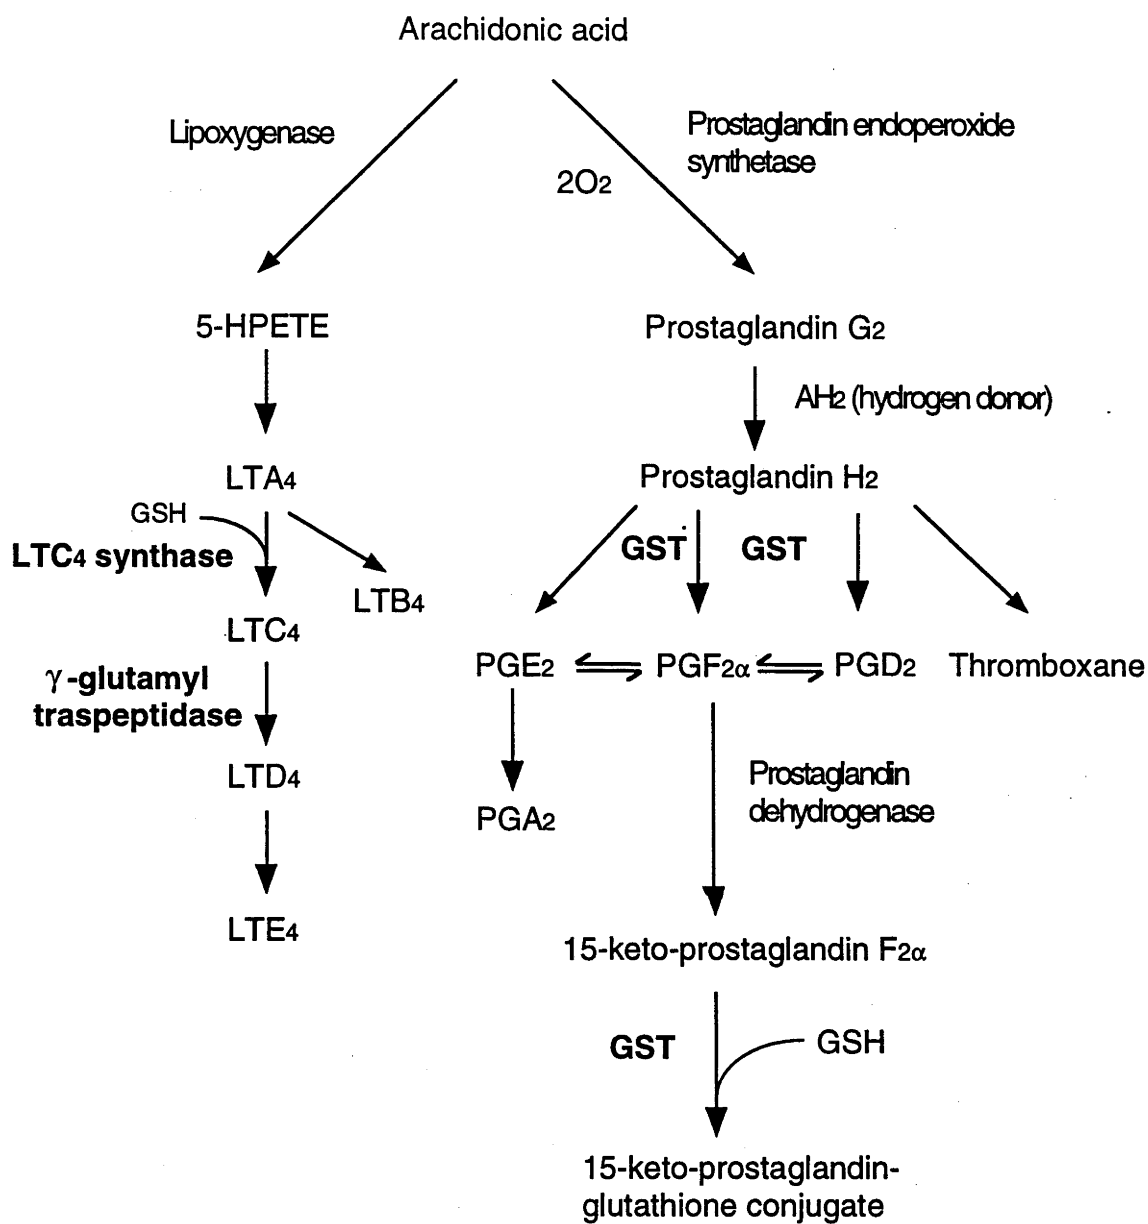 Arachidonic acid
Lipoxygenase
Prostaglandin endoperoxide
synthetase
2O2
5-HPETE
Prostaglandin G2
AH2 (hydrogen donor)
LTA4
Prostaglandin H2
GSH
LTC4 synthase
GST
GST
LTB4
LTC4
PGE2
PGF2α
PGD2
Thromboxane
γ-glutamyl
traspeptidase
LTD4
Prostaglandin
dehydrogenase
PGA2
LTE4
15-keto-prostaglandin F2α
GST
GSH
15-keto-prostaglandin-
glutathione conjugate